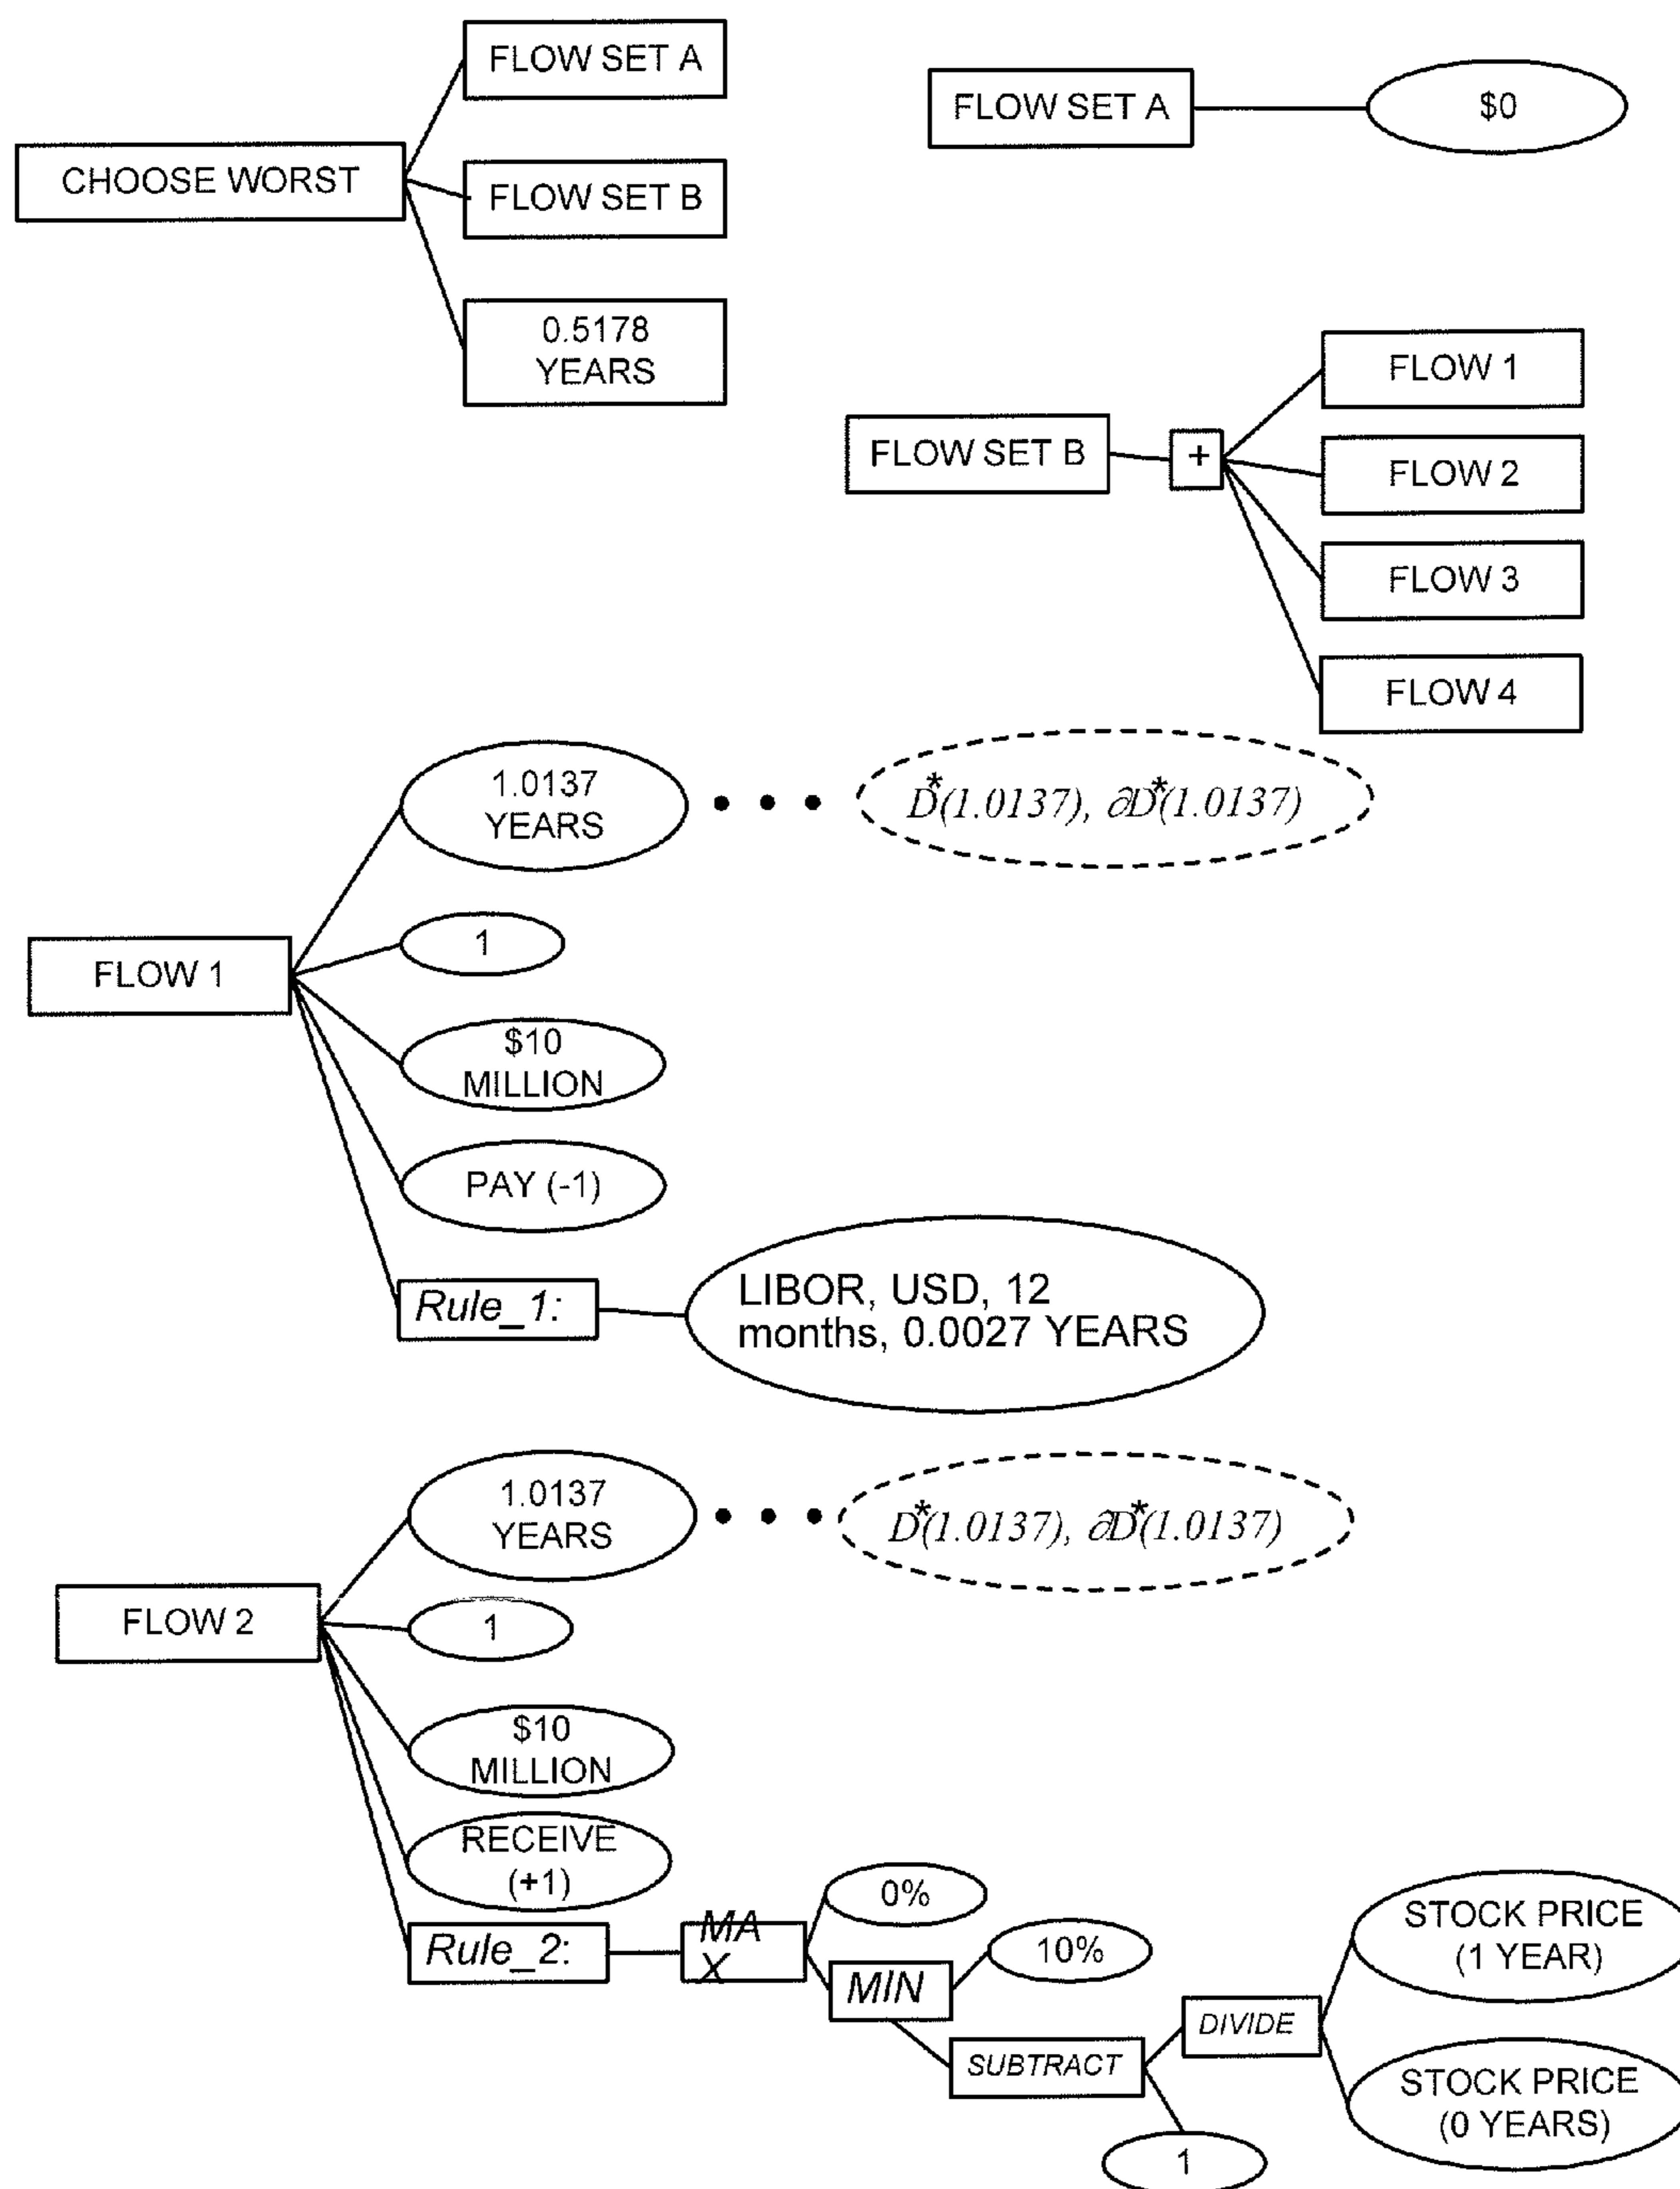 FLOW SET A
FLOW SET A
$0
CHOOSE WORST
FLOW SET B
0.5178
YEARS
FLOW SET B
+
FLOW 1
FLOW 2
FLOW 3
FLOW 4
1.0137
YEARS
D*(1.0137), ∂D*(1.0137)
1
FLOW 1
$10
MILLION
PAY (-1)
Rule_1:
LIBOR, USD, 12
months, 0.0027 YEARS
1.0137
YEARS
D*(1.0137), ∂D*(1.0137)
FLOW 2
1
$10
MILLION
RECEIVE
(+1)
Rule_2:
MA
X
0%
MIN
10%
SUBTRACT
DIVIDE
STOCK PRICE
(1 YEAR)
STOCK PRICE
(0 YEARS)
1